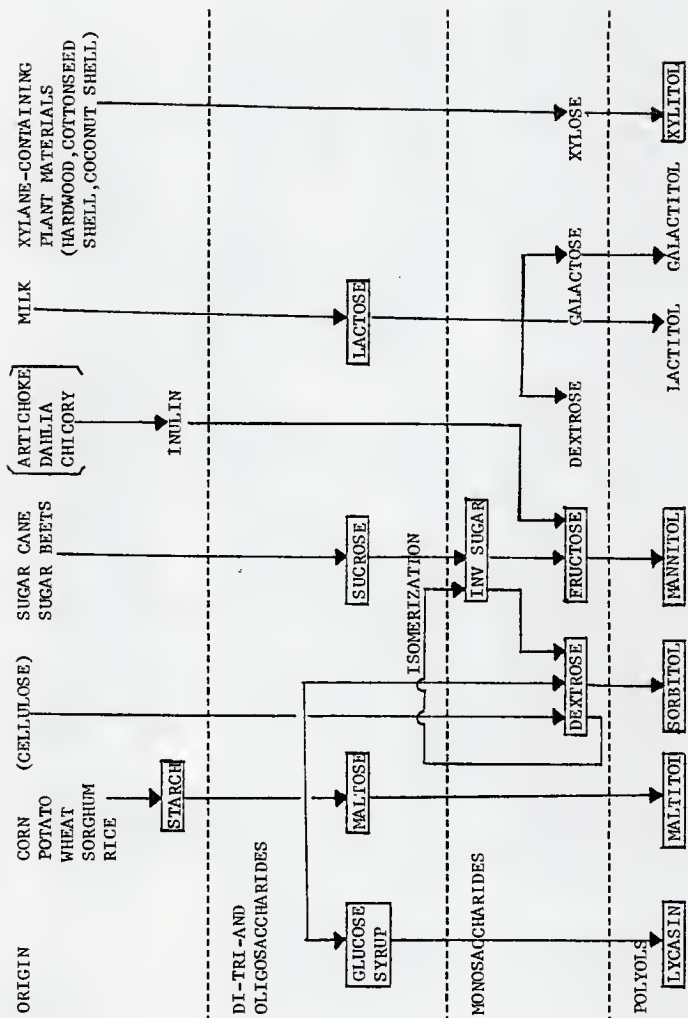 ORIGIN
CORN
POTATO
WHEAT
SORGHUM
RICE
(CELLULOSE)
SUGAR CANE
SUGAR BEETS
ARTICHOKE
DAHLIA
CHICORY
MILK
XYLANE-CONTAINING
PLANT MATERIALS
(HARDWOOD,COTTONSEED
SHELL,COCONUT SHELL)
STARCH
INULIN
DI-TRI-AND
OLIGOSACCHARIDES
GLUCOSE
SYRUP
MALTOSE
SUCROSE
LACTOSE
ISOMERIZATION
MONOSACCHARIDES
INV SUGAR
DEXTROSE
FRUCTOSE
DEXTROSE
GALACTOSE
XYLOSE
POLYOLS
LYCASIN
MALTITOL
SORBITOL
MANNITOL
LACTITOL
GALACTITOL
XYLITOL